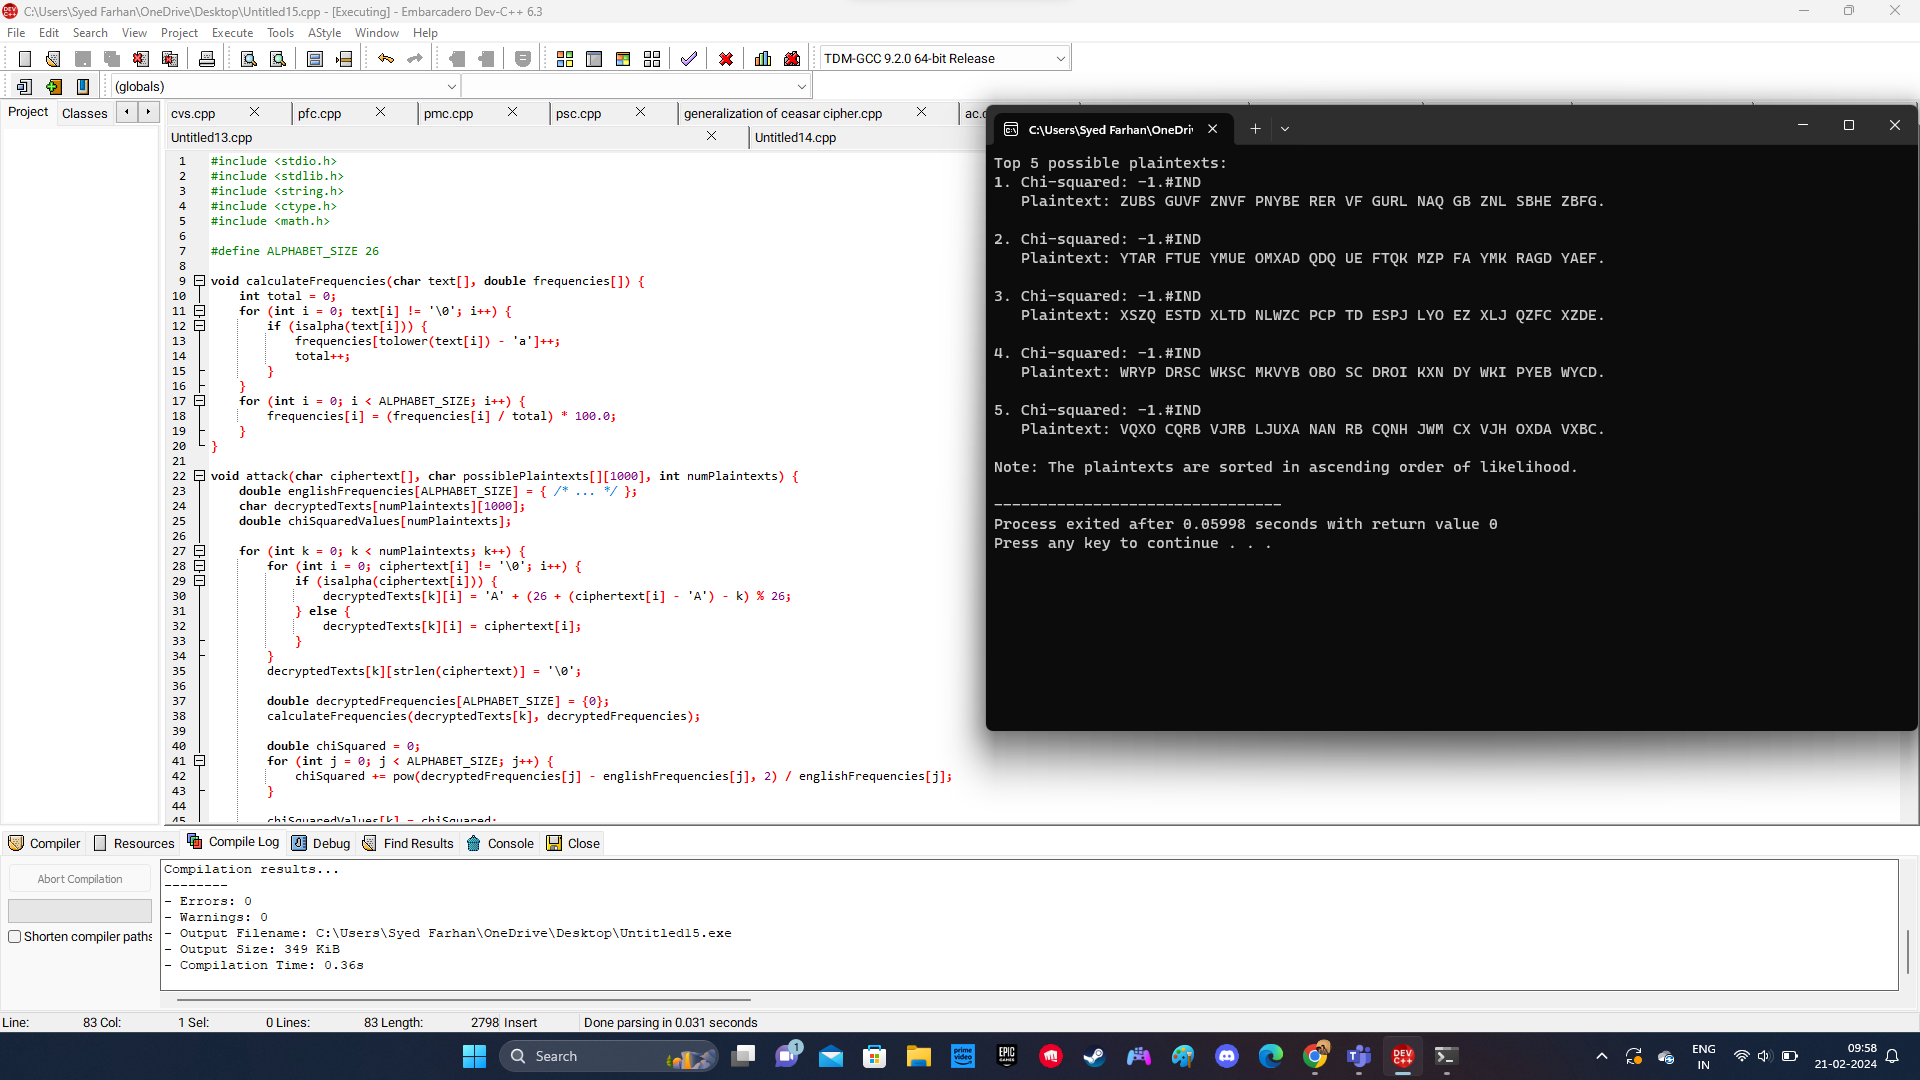 C:\Users\Syed Farhan\OneDrive\Desktop\Untitled15.cpp - [Executing] - Embarcadero Dev-C++ 6.3
File Edit Search View Project Execute Tools AStyle Window Help
TDM-GCC 9.2.0 64-bit Release
(globals)
Project Classes
cvs.cpp pfc.cpp pmc.cpp psc.cpp generalization of ceasar cipher.cpp
Untitled13.cpp Untitled14.cpp
1 #include <stdio.h>
2 #include <stdlib.h>
3 #include <string.h>
4 #include <ctype.h>
5 #include <math.h>
6
7 #define ALPHABET_SIZE 26
8
9 void calculateFrequencies(char text[], double frequencies[]) {
10 int total = 0;
11 for (int i = 0; text[i] != '\0'; i++) {
12 if (isalpha(text[i])) {
13 frequencies[tolower(text[i]) - 'a']++;
14 total++;
15 }
16 }
17 for (int i = 0; i < ALPHABET_SIZE; i++) {
18 frequencies[i] = (frequencies[i] / total) * 100.0;
19 }
20 }
21
22 void attack(char ciphertext[], char possiblePlaintexts[][1000], int numPlaintexts) {
23 double englishFrequencies[ALPHABET_SIZE] = { /* ... */ };
24 char decryptedTexts[numPlaintexts][1000];
25 double chiSquaredValues[numPlaintexts];
26
27 for (int k = 0; k < numPlaintexts; k++) {
28 for (int i = 0; ciphertext[i] != '\0'; i++) {
29 if (isalpha(ciphertext[i])) {
30 decryptedTexts[k][i] = 'A' + (26 + (ciphertext[i] - 'A') - k) % 26;
31 } else {
32 decryptedTexts[k][i] = ciphertext[i];
33 }
34 }
35 decryptedTexts[k][strlen(ciphertext)] = '\0';
36
37 double decryptedFrequencies[ALPHABET_SIZE] = {0};
38 calculateFrequencies(decryptedTexts[k], decryptedFrequencies);
39
40 double chiSquared = 0;
41 for (int j = 0; j < ALPHABET_SIZE; j++) {
42 chiSquared += pow(decryptedFrequencies[j] - englishFrequencies[j], 2) / englishFrequencies[j];
43 }
44
45 chiSquaredValues[k] = chiSquared;
C:\Users\Syed Farhan\OneDri
Top 5 possible plaintexts:
1. Chi-squared: -1.#IND
Plaintext: ZUBS GUVF ZNVF PNYBE RER VF GURL NAQ GB ZNL SBHE ZBFG.
2. Chi-squared: -1.#IND
Plaintext: YTAR FTUE YMUE OMXAD QDQ UE FTQK MZP FA YMK RAGD YAEF.
3. Chi-squared: -1.#IND
Plaintext: XSZQ ESTD XLTD NLWZC PCP TD ESPJ LYO EZ XLJ QZFC XZDE.
4. Chi-squared: -1.#IND
Plaintext: WRYP DRSC WKSC MKVYB OBO SC DROI KXN DY WKI PYEB WYCD.
5. Chi-squared: -1.#IND
Plaintext: VQXO CQRB VJRB LJUXA NAN RB CQNH JWM CX VJH OXDA VXBC.
Note: The plaintexts are sorted in ascending order of likelihood.
--------------------------------
Process exited after 0.05998 seconds with return value 0
Press any key to continue . . .
Compiler Resources Compile Log Debug Find Results Console Close
Abort Compilation
Shorten compiler paths
Compilation results...
--------
- Errors: 0
- Warnings: 0
- Output Filename: C:\Users\Syed Farhan\OneDrive\Desktop\Untitled15.exe
- Output Size: 349 KiB
- Compilation Time: 0.36s
Line: 83 Col: 1 Sel: 0 Lines: 83 Length: 2798 Insert Done parsing in 0.031 seconds
Search
1
prime video
EPIC GAMES
DEV C++
ENG
IN
09:58
21-02-2024